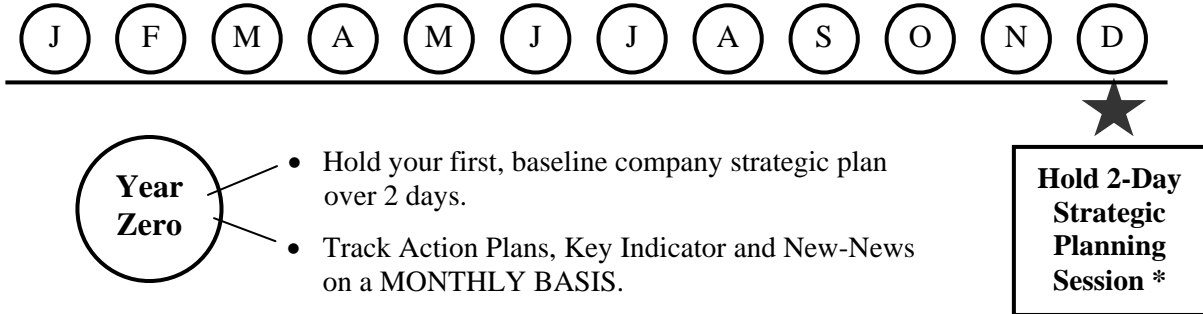 J F M A M J J A S O N D
Year
Zero
• Hold your first, baseline company strategic plan
over 2 days.
• Track Action Plans, Key Indicator and New-News
on a MONTHLY BASIS.
Hold 2-Day
Strategic
Planning
Session *